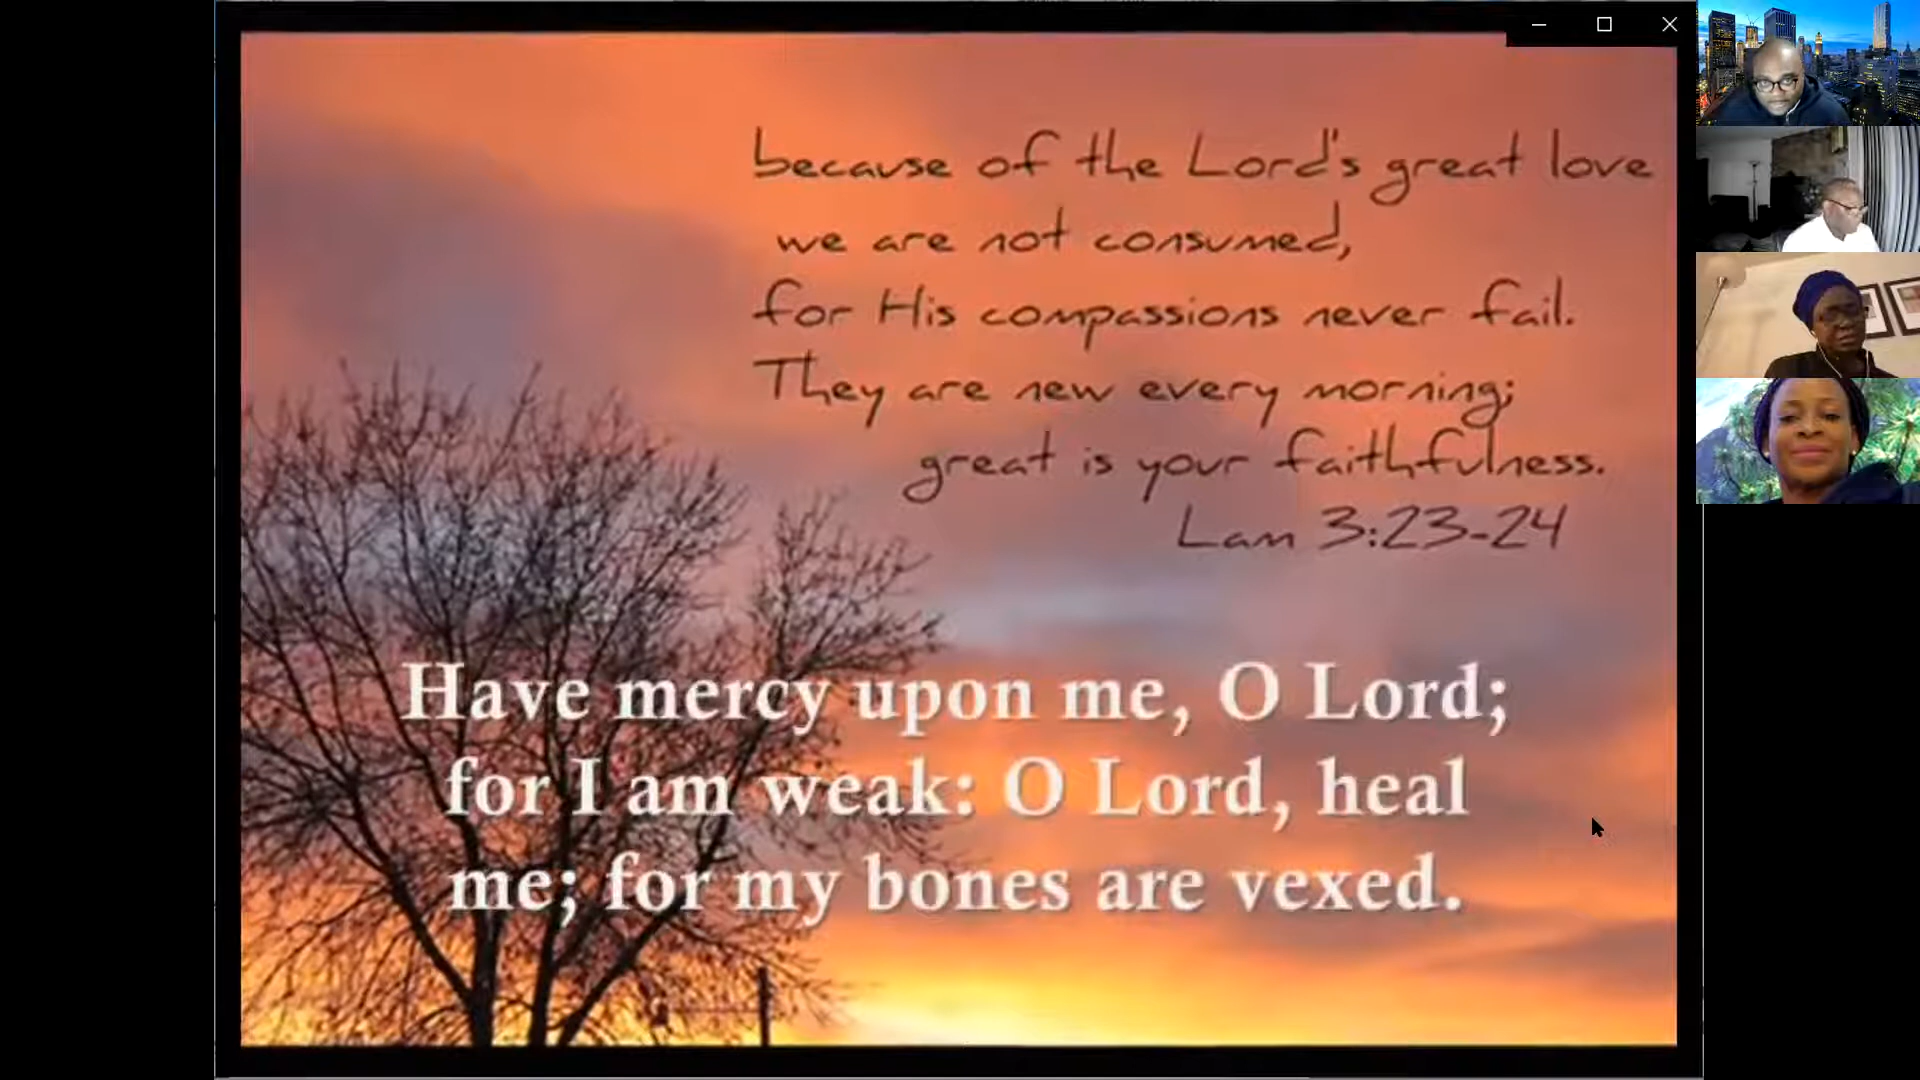 because of the Lord's great love
we are not consumed,
for His compassions never fail.
They are new every morning;
great is your faithfulness.
Lam 3:23-24
Have mercy upon me, O Lord;
for I am weak: O Lord, heal
me; for my bones are vexed.